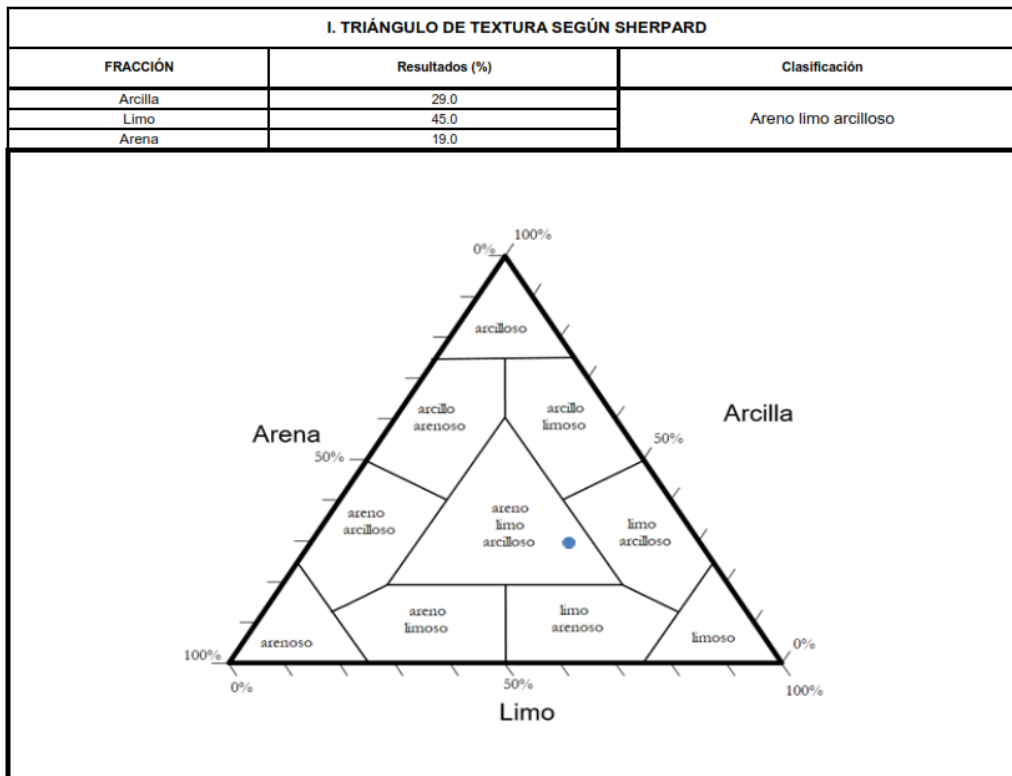 I. TRIÁNGULO DE TEXTURA SEGÚN SHERPARD
FRACCIÓN Resultados (%) Clasificación
Arcilla 29.0
Limo 45.0
Arena 19.0
Areno limo arcilloso
0% 100%
arcilloso
arcillo
arenoso
arcillo
limoso
Arena
Arcilla
50%
50%
areno
arcilloso
areno
limo
arcilloso
limo
arcilloso
areno
limoso
limo
arenoso
arenoso
limoso
100%
0%
0%
50%
100%
Limo